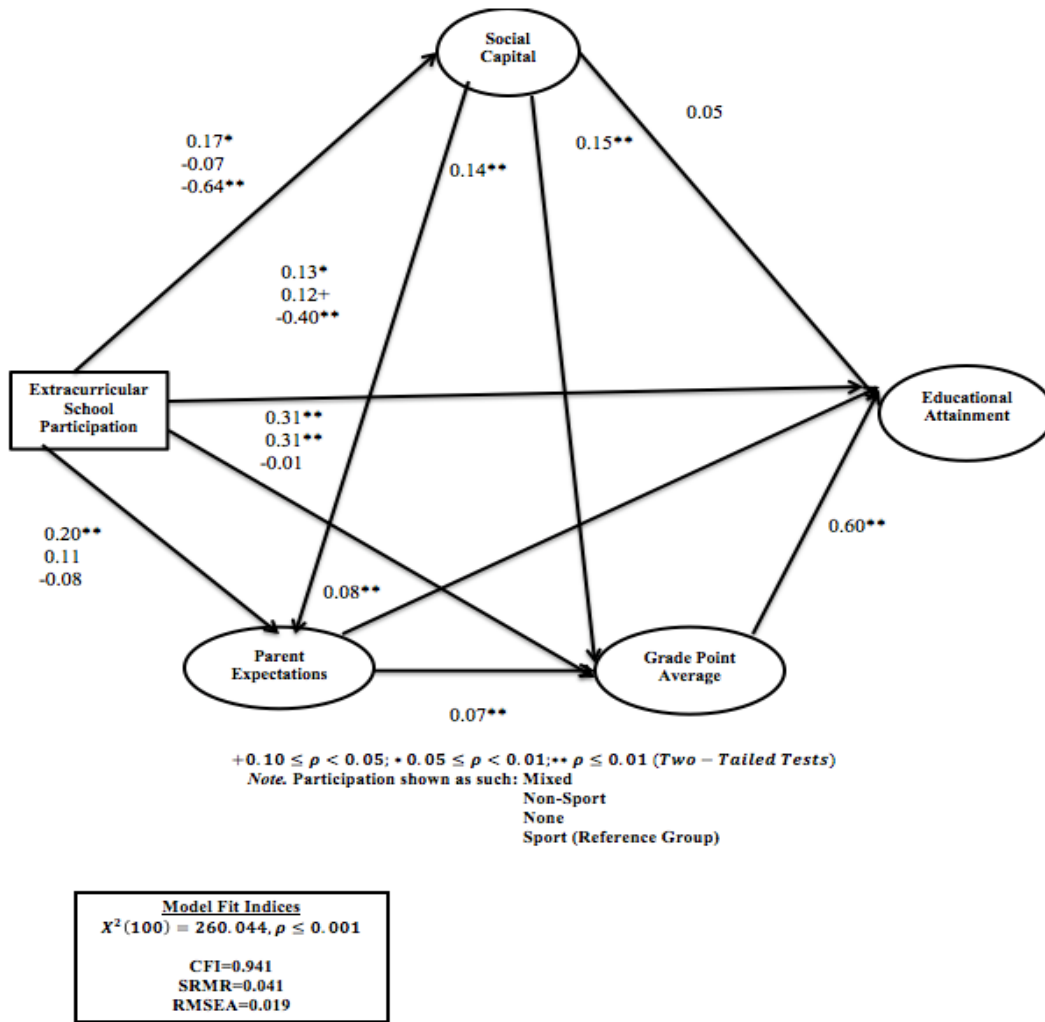 Social
Capital
0.17*
-0.07
-0.64**
0.14**
0.15**
0.05
0.13*
0.12+
-0.40**
Extracurricular
School
Participation
Educational
Attainment
0.31**
0.31**
-0.01
0.20**
0.11
-0.08
0.08**
0.60**
Parent
Expectations
Grade Point
Average
0.07**
+0.10 ≤ ρ < 0.05; * 0.05 ≤ ρ < 0.01; ** ρ ≤ 0.01 (Two − Tailed Tests)
Note. Participation shown as such: Mixed
Non-Sport
None
Sport (Reference Group)
Model Fit Indices
X²(100) = 260.044, ρ ≤ 0.001
CFI=0.941
SRMR=0.041
RMSEA=0.019